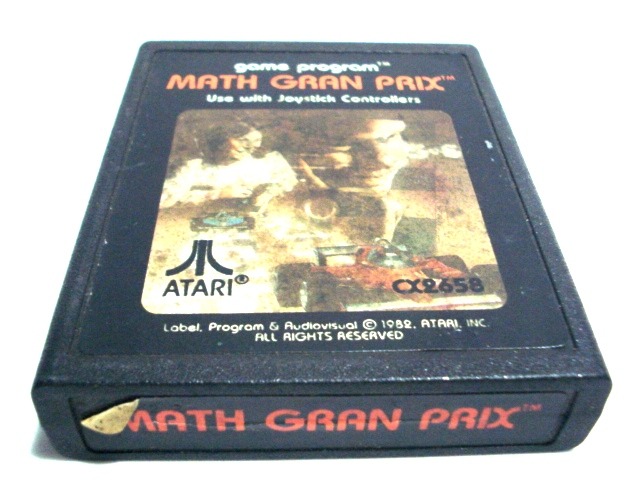 game program™
MATH GRAN PRIX™
Use with Joystick Controllers
ATARI®
CX2658
Label, Program & Audiovisual © 1982, ATARI, INC.
ALL RIGHTS RESERVED
MATH GRAN PRIX™